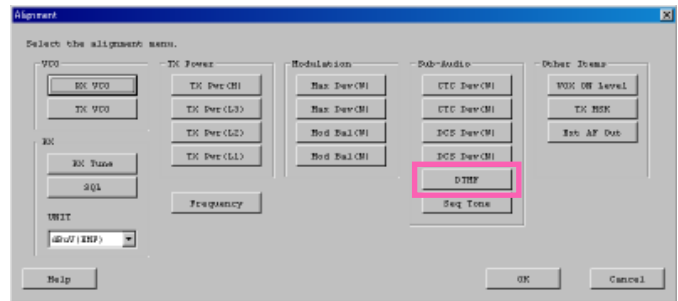 Alignment
Select the alignment menu.
VCO
RX VCO
TX VCO
RX
RX Tune
SQL
UNIT
dBuV(EMF)
TX Power
TX Pwr(H)
TX Pwr(L3)
TX Pwr(L2)
TX Pwr(L1)
Frequency
Modulation
Max Dev(W)
Max Dev(N)
Mod Bal(W)
Mod Bal(N)
Sub-Audio
CTC Dev(W)
CTC Dev(N)
DCS Dev(W)
DCS Dev(N)
DTMF
Seq Tone
Other Items
VOX ON Level
TX MSK
Ext AF Out
Help
OK
Cancel